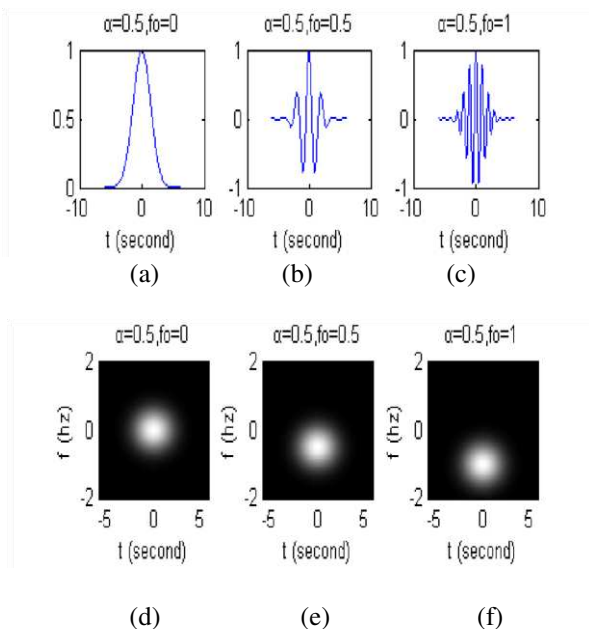 α=0.5,fo=0 α=0.5,fo=0.5 α=0.5,fo=1
1 1 1
0.5 0 0
0 -1 -1
-10 0 10 -10 0 10 -10 0 10
t (second) t (second) t (second)
(a) (b) (c)
α=0.5,fo=0 α=0.5,fo=0.5 α=0.5,fo=1
2 2 2
f (hz) 0 f (hz) 0 f (hz) 0
-2 -2 -2
-5 0 5 -5 0 5 -5 0 5
t (second) t (second) t (second)
(d) (e) (f)